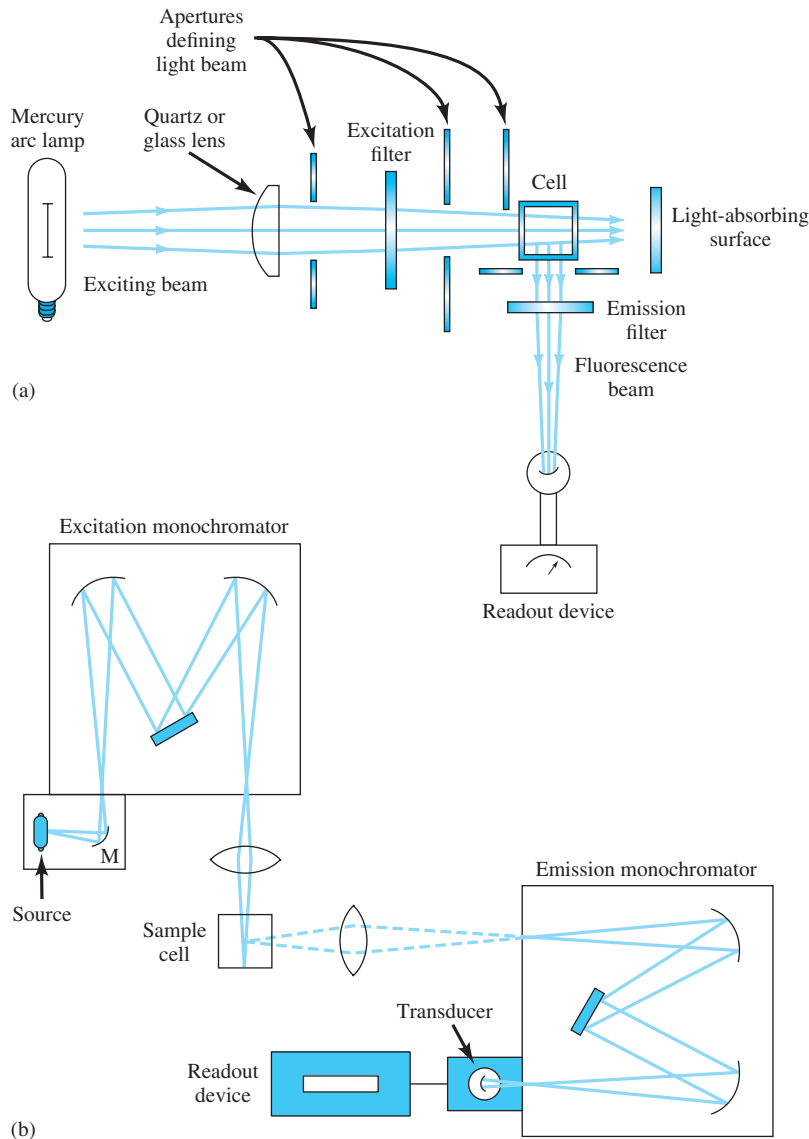 Apertures
defining
light beam
Mercury
arc lamp
Quartz or
glass lens
Excitation
filter
Cell
Light-absorbing
surface
Exciting beam
Emission
filter
Fluorescence
beam
(a)
Readout device
Excitation monochromator
M
Source
Sample
cell
Emission monochromator
Transducer
Readout
device
(b)